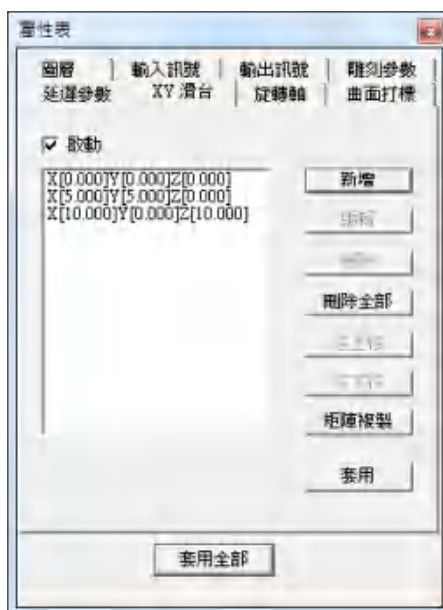 屬性表
圖層 | 輸入訊號 | 輸出訊號 | 雕刻參數
延遲參數 XY 滑台 | 旋轉軸 | 曲面打標
啟動
X[0.000]Y[0.000]Z[0.000]
X[5.000]Y[5.000]Z[0.000]
X[10.000]Y[0.000]Z[10.000]
新增
刪除全部
矩陣複製
套用
套用全部